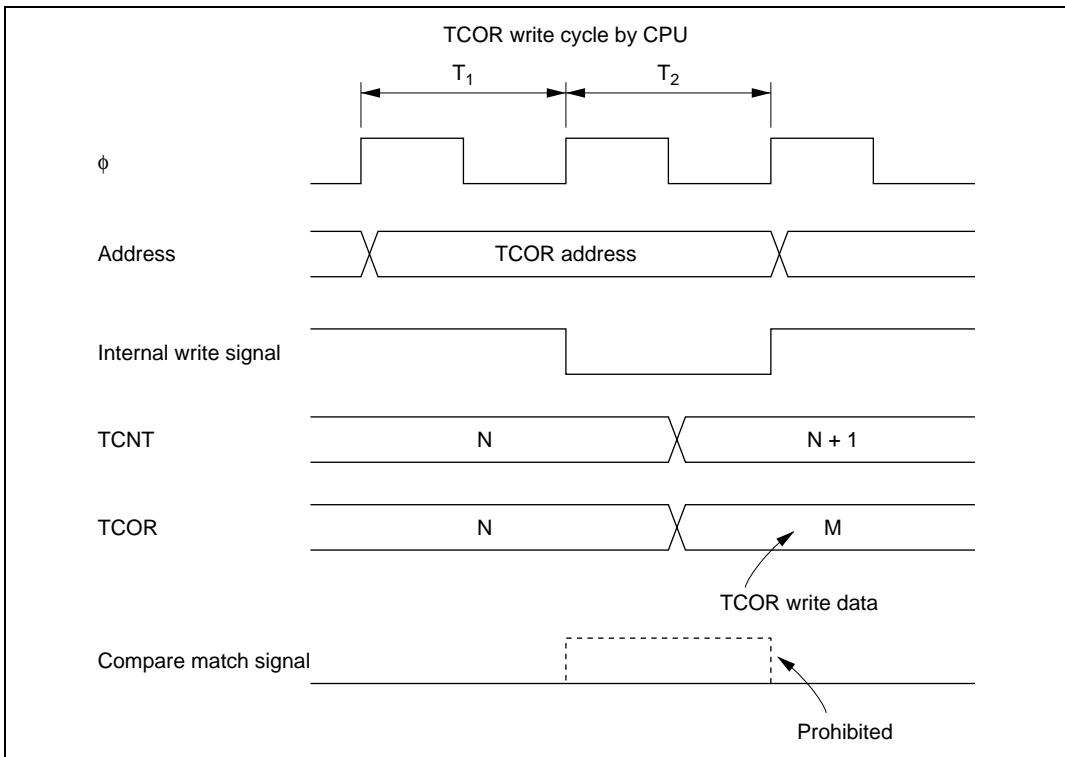 TCOR write cycle by CPU
T1 T2
ϕ
Address TCOR address
Internal write signal
TCNT N N + 1
TCOR N M
TCOR write data
Compare match signal
Prohibited